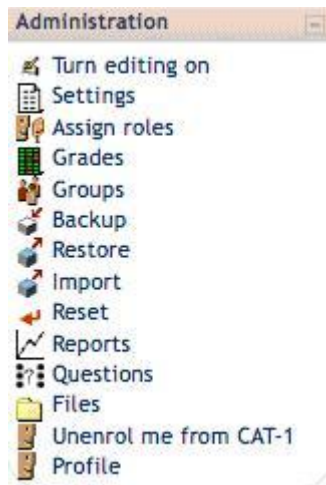 Administration
Turn editing on
Settings
Assign roles
Grades
Groups
Backup
Restore
Import
Reset
Reports
Questions
Files
Unenrol me from CAT-1
Profile